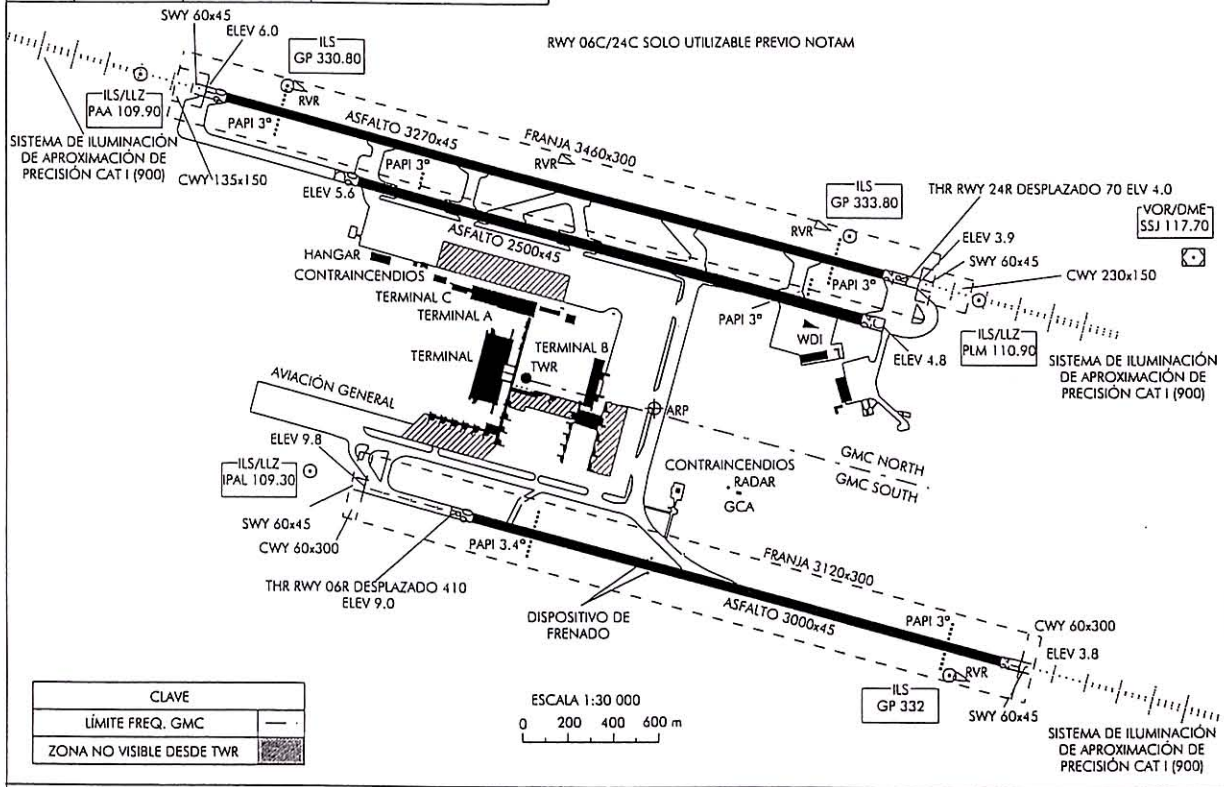 SWY 60x45
ELEV 6.0
ILS
GP 330.80
RWY 06C/24C SOLO UTILIZABLE PREVIO NOTAM
RVR
ILS/LLZ
PAA 109.90
PAPI 3°
ASFALTO 3270x45
FRANJA 3460x300
SISTEMA DE ILUMINACIÓN
DE APROXIMACIÓN DE
PRECISIÓN CAT I (900)
CWY 135x150
PAPI 3°
RVR
ELEV 5.6
ILS
GP 333.80
THR RWY 24R DESPLAZADO 70 ELV 4.0
VOR/DME
SSJ 117.70
RVR
ELEV 3.9
SWY 60x45
CWY 230x150
ASFALTO 2500x45
HANGAR
CONTRAINCENDIOS
TERMINAL C
TERMINAL A
PAPI 3°
PAPI 3°
WDI
ILS/LLZ
PLM 110.90
ELEV 4.8
SISTEMA DE ILUMINACIÓN
DE APROXIMACIÓN DE
PRECISIÓN CAT I (900)
TERMINAL
TERMINAL B
TWR
AVIACIÓN GENERAL
ARP
GMC NORTH
GMC SOUTH
ELEV 9.8
ILS/LLZ
IPAL 109.30
CONTRAINCENDIOS
RADAR
GCA
SWY 60x45
CWY 60x300
PAPI 3.4°
FRANJA 3120x300
THR RWY 06R DESPLAZADO 410
ELEV 9.0
DISPOSITIVO DE
FRENADO
ASFALTO 3000x45
PAPI 3°
CWY 60x300
ELEV 3.8
RVR
ILS
GP 332
SWY 60x45
SISTEMA DE ILUMINACIÓN
DE APROXIMACIÓN DE
PRECISIÓN CAT I (900)
CLAVE
LÍMITE FREQ. GMC
ZONA NO VISIBLE DESDE TWR
ESCALA 1:30 000
0 200 400 600 m